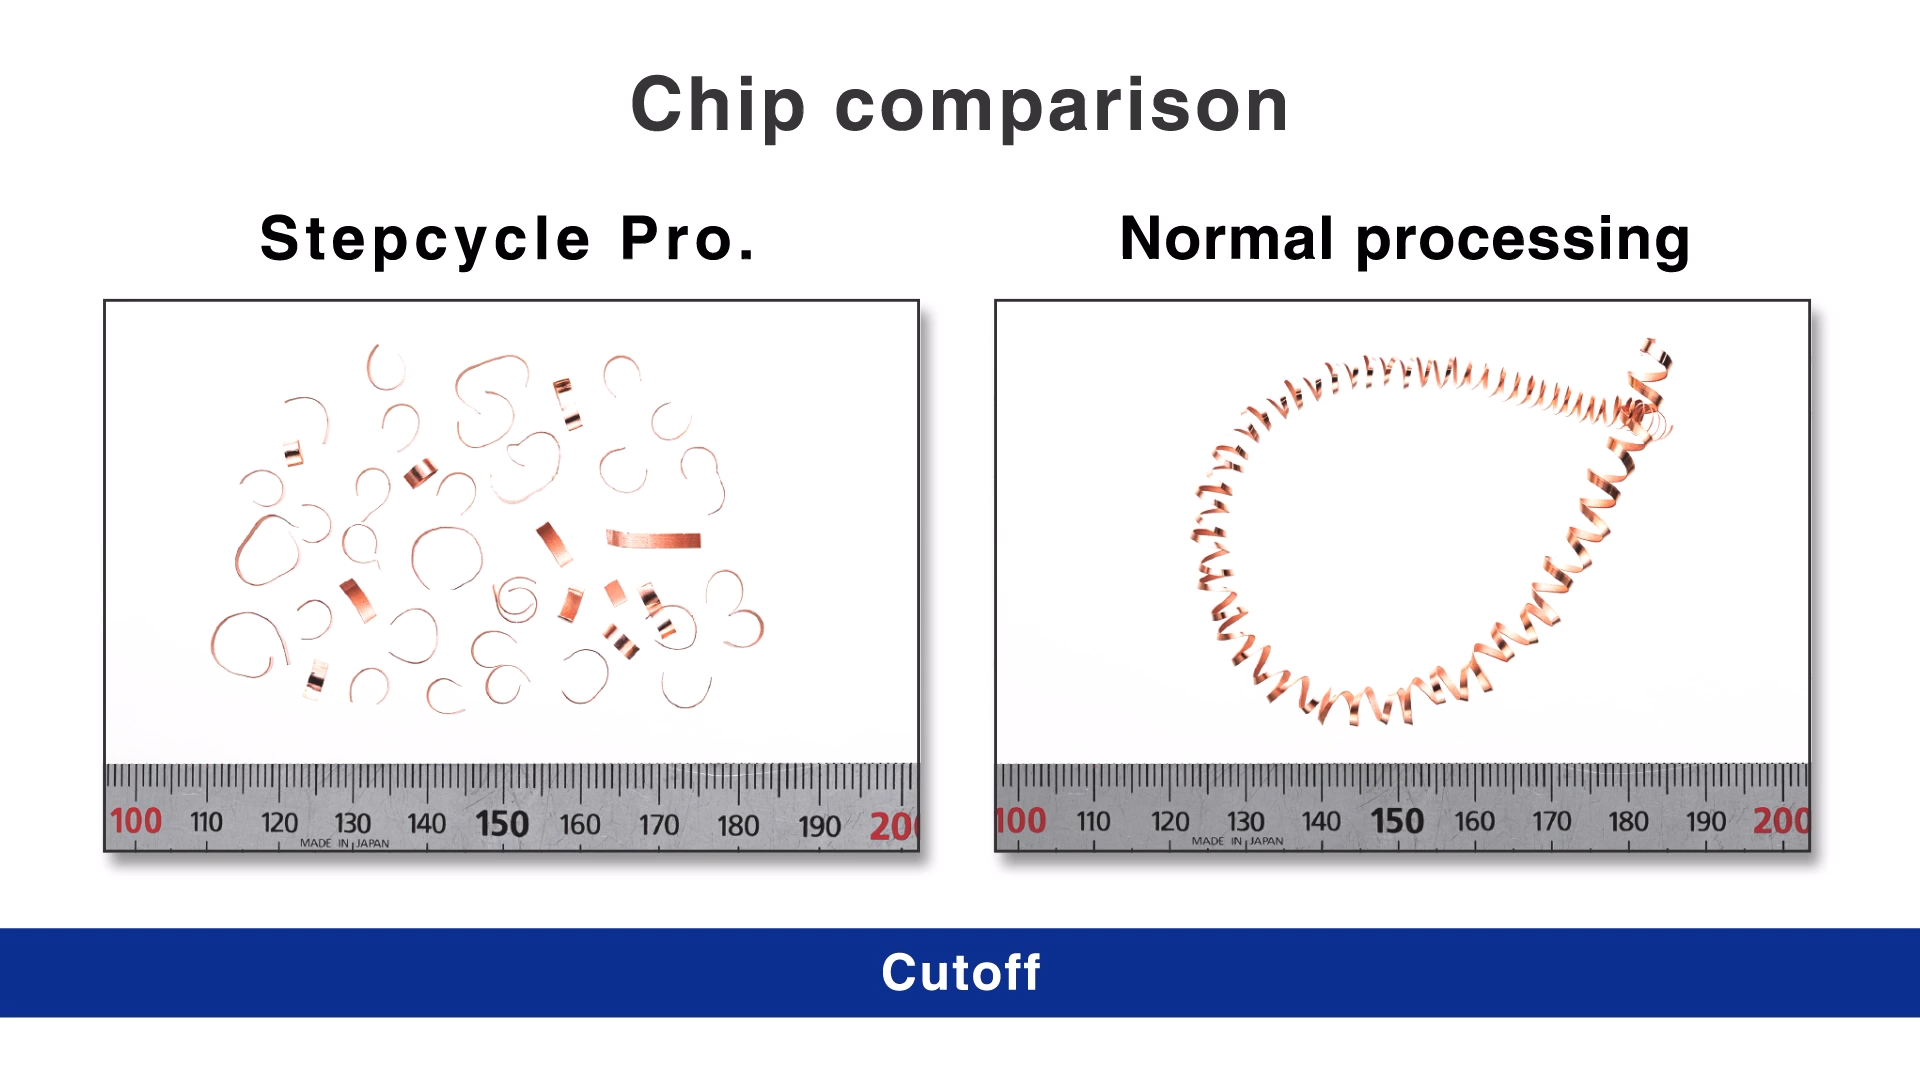 Chip comparison
Stepcycle Pro.
Normal processing
100 110 120 130 140 150 160 170 180 190 200
MADE IN JAPAN
100 110 120 130 140 150 160 170 180 190 200
MADE IN JAPAN
Cutoff